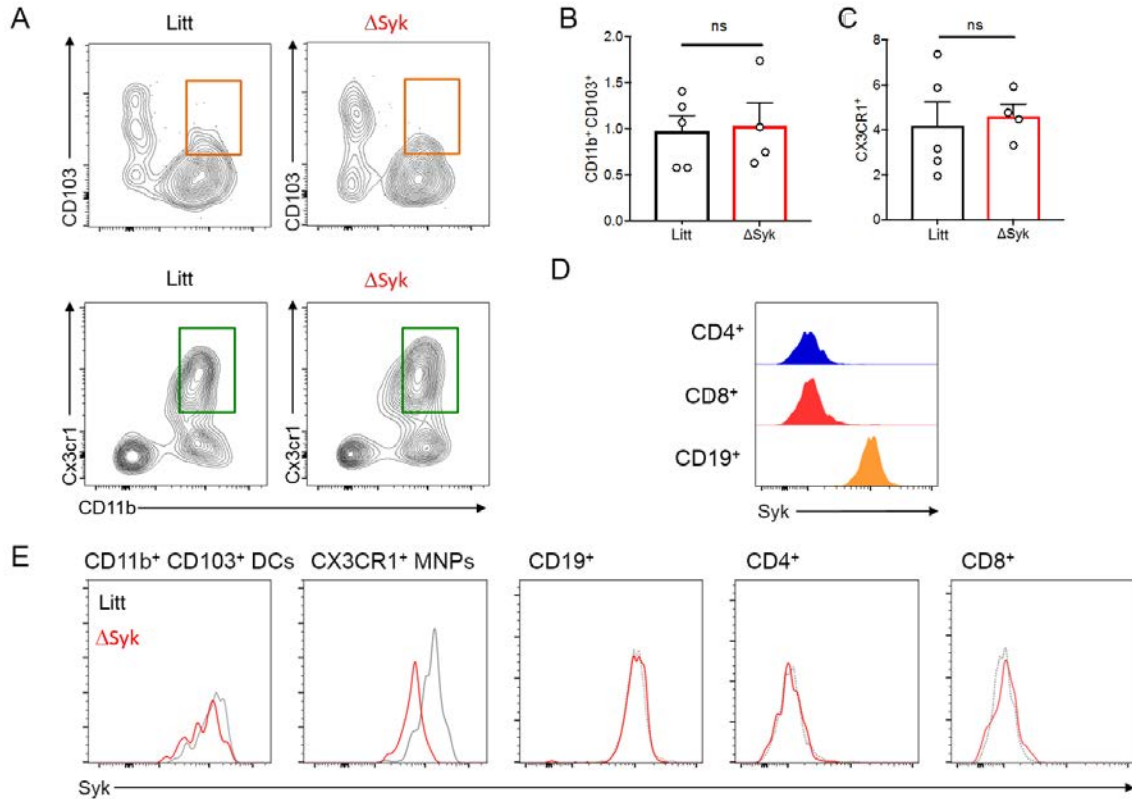 A
Litt
ΔSyk
CD103
CD103
Litt
ΔSyk
Cx3cr1
Cx3cr1
CD11b
B
ns
CD11b⁺ CD103⁺
2.0
1.5
1.0
0.5
0.0
Litt
ΔSyk
C
ns
CX3CR1⁺
8
6
4
2
0
Litt
ΔSyk
D
CD4⁺
CD8⁺
CD19⁺
Syk
E
CD11b⁺ CD103⁺ DCs
CX3CR1⁺ MNPs
CD19⁺
CD4⁺
CD8⁺
Litt
ΔSyk
Syk